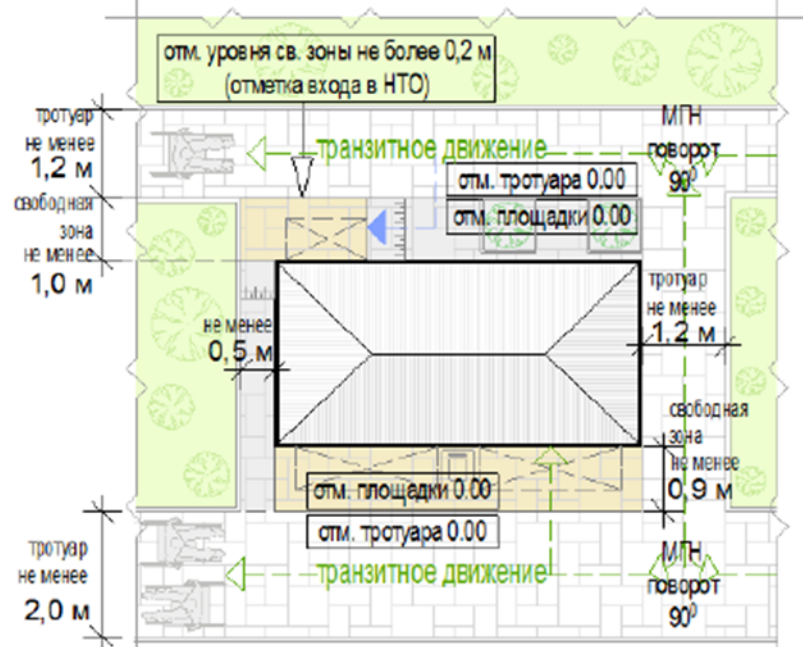 отм. уровня св. зоны не более 0,2 м
(отметка входа в НТО)
тротуар
не менее
1,2 м
транзитное движение
МГН
поворот
90⁰
отм. тротуара 0.00
отм. площадки 0.00
свободная
зона
не менее
1,0 м
тротуар
не менее
1,2 м
не менее
0,5 м
свободная
зона
не менее
0,9 м
отм. площадки 0.00
отм. тротуара 0.00
тротуар
не менее
2,0 м
транзитное движение
МГН
поворот
90⁰